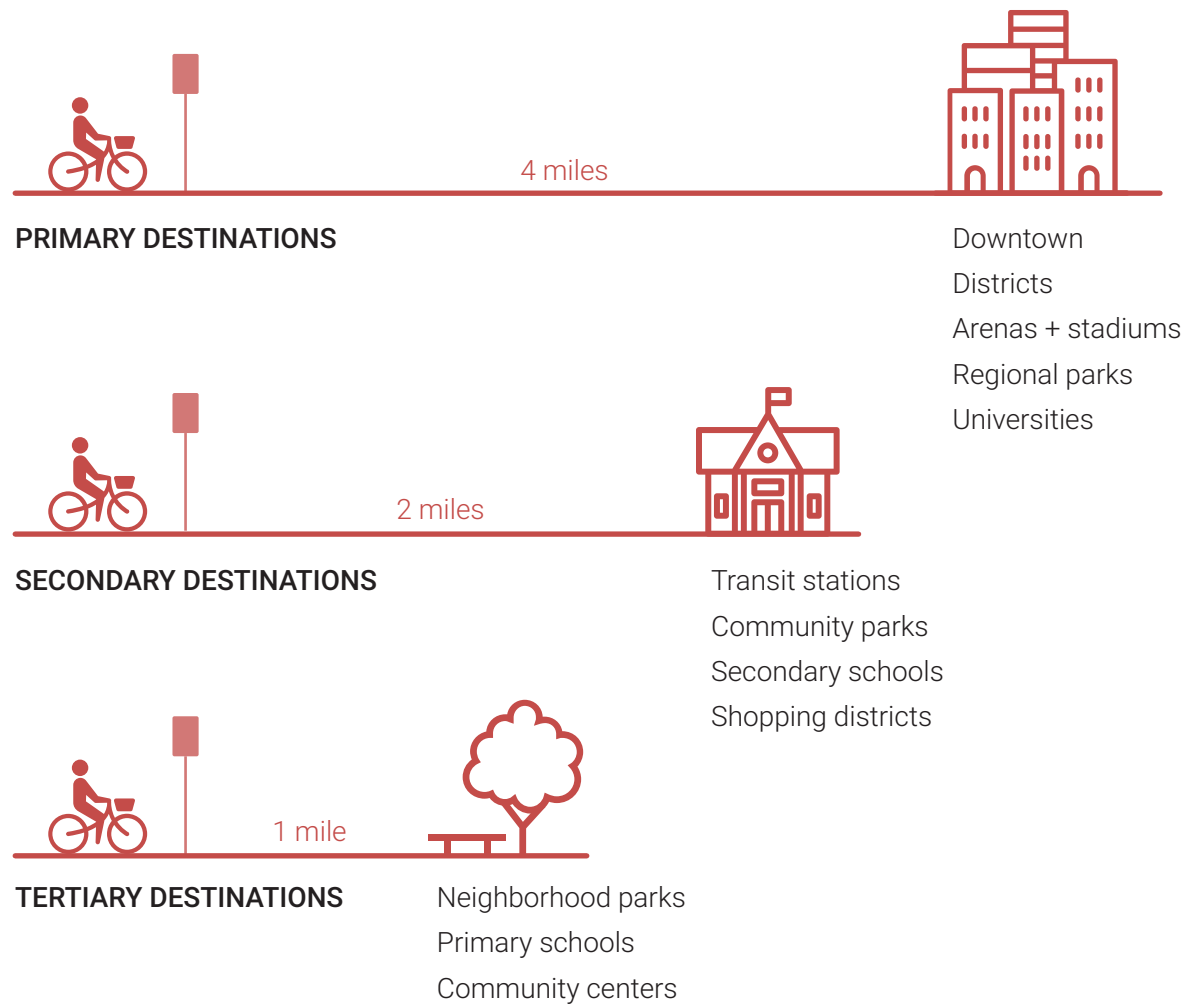 4 miles
PRIMARY DESTINATIONS
Downtown
Districts
Arenas + stadiums
Regional parks
Universities
2 miles
SECONDARY DESTINATIONS
Transit stations
Community parks
Secondary schools
Shopping districts
1 mile
TERTIARY DESTINATIONS
Neighborhood parks
Primary schools
Community centers